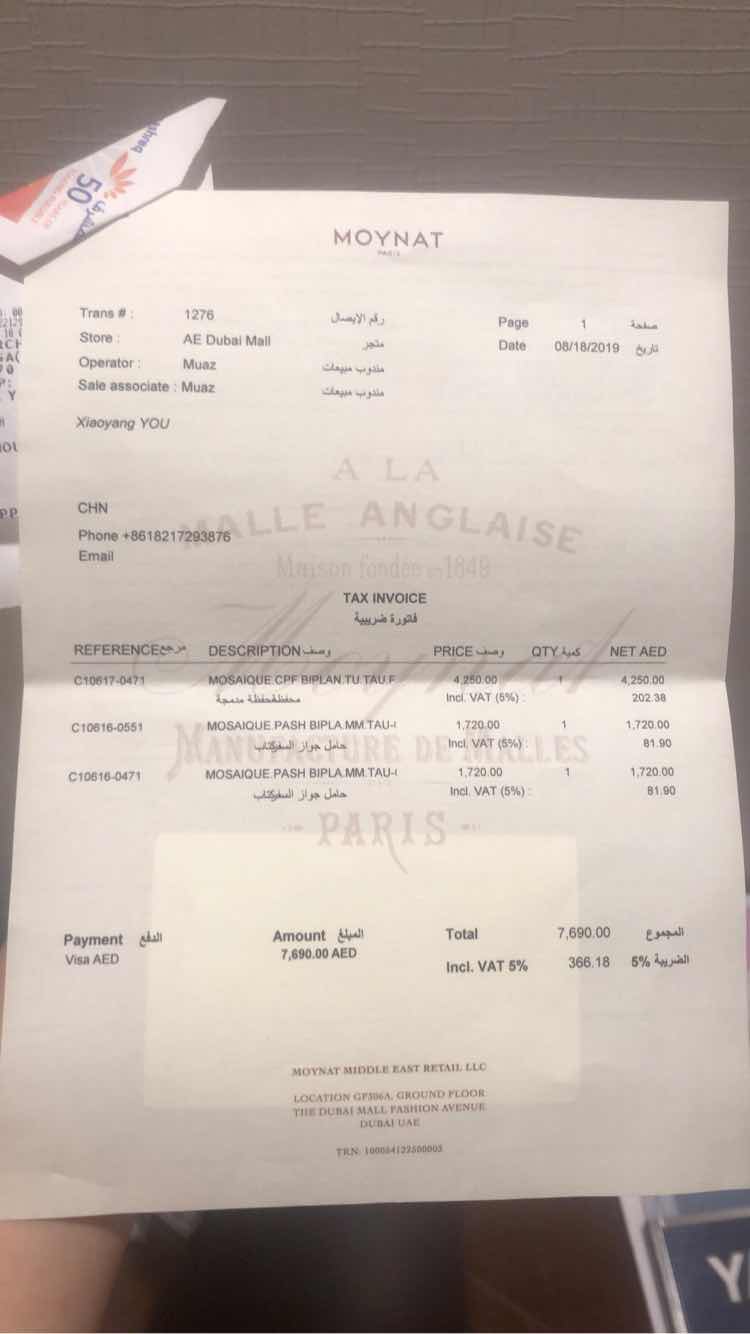 MOYNAT
PARIS
Trans # : 1276 رقم الايصال
Page 1 صفحة
Store : AE Dubai Mall متجر
Date 08/18/2019 تاريخ
Operator : Muaz مندوب مبيعات
Sale associate : Muaz مندوب مبيعات
Xiaoyang YOU
A LA
MALLE ANGLAISE
Maison fondée en 1849
CHN
Phone +8618217293876
Email
TAX INVOICE
فاتورة ضريبية
Moynat
REFERENCE مرجع DESCRIPTION وصف PRICE وصف QTY كمية NET AED
C10617-0471 MOSAIQUE.CPF BIPLAN.TU.TAU.F 4,250.00 1 4,250.00
Incl. VAT (5%) : 202.38
C10616-0551 MOSAIQUE.PASH BIPLA.MM.TAU-I 1,720.00 1 1,720.00
حامل جواز السفركتاب Incl. VAT (5%) : 81.90
C10616-0471 MOSAIQUE.PASH BIPLA.MM.TAU-I 1,720.00 1 1,720.00
حامل جواز السفركتاب Incl. VAT (5%) : 81.90
MANUFACTURE DE MALLES
PARIS
Payment الدفع Amount المبلغ Total 7,690.00 المجموع
Visa AED 7,690.00 AED Incl. VAT 5% 366.18 الضريبة 5%
MOYNAT MIDDLE EAST RETAIL LLC
LOCATION GF306A, GROUND FLOOR
THE DUBAI MALL FASHION AVENUE
DUBAI UAE
TRN:
50